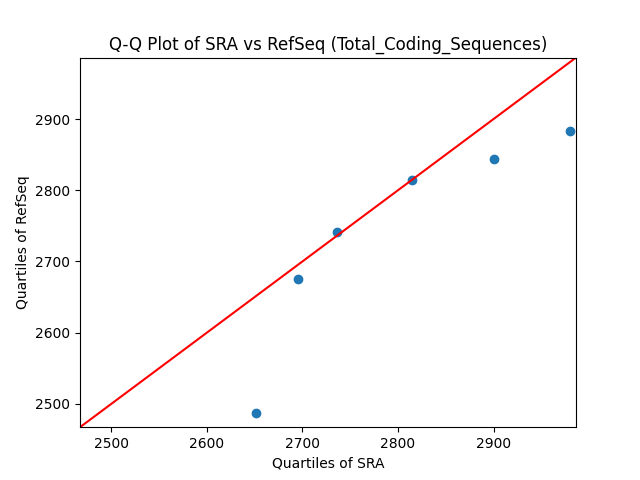 Q-Q Plot of SRA vs RefSeq (Total_Coding_Sequences)
Quartiles of RefSeq
2900
2800
2700
2600
2500
2500 2600 2700 2800 2900
Quartiles of SRA